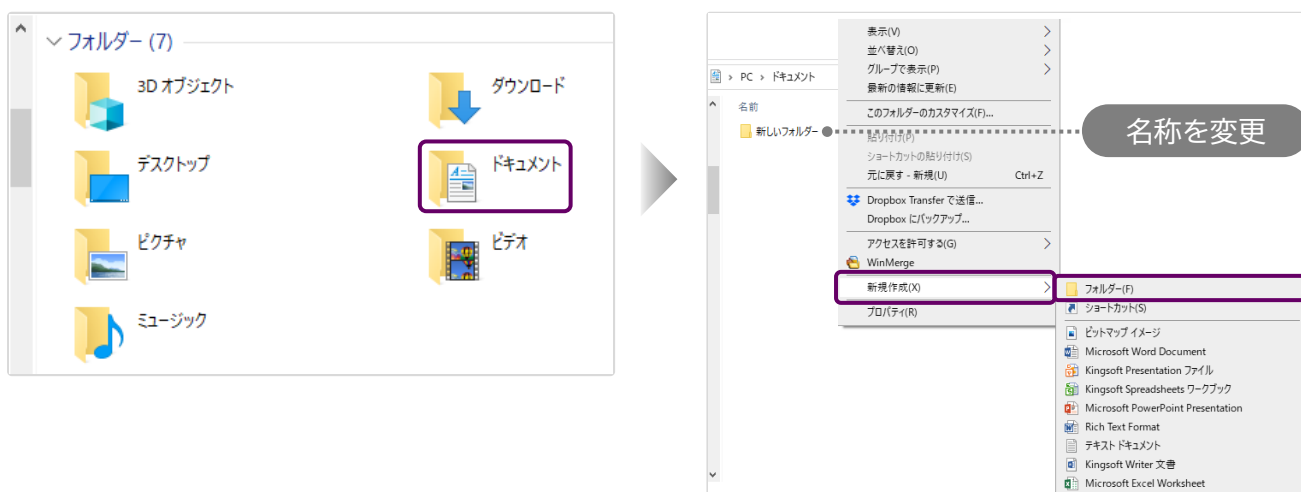 フォルダー (7)
3D オブジェクト
ダウンロード
デスクトップ
ドキュメント
ピクチャ
ビデオ
ミュージック
PC › ドキュメント
名前
新しいフォルダー
表示(V)
並べ替え(O)
グループで表示(P)
最新の情報に更新(E)
このフォルダーのカスタマイズ(F)...
貼り付け(P)
ショートカットの貼り付け(S)
元に戻す - 新規(U) Ctrl+Z
Dropbox Transfer で送信...
Dropbox にバックアップ...
アクセスを許可する(G)
WinMerge
新規作成(X)
プロパティ(R)
名称を変更
フォルダー(F)
ショートカット(S)
ビットマップ イメージ
Microsoft Word Document
Kingsoft Presentation ファイル
Kingsoft Spreadsheets ワークブック
Microsoft PowerPoint Presentation
Rich Text Format
テキスト ドキュメント
Kingsoft Writer 文書
Microsoft Excel Worksheet